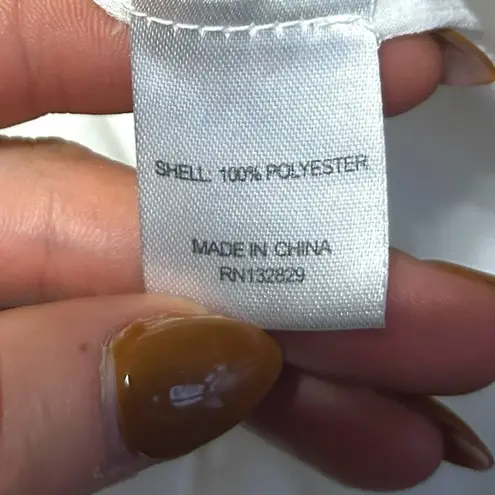 SHELL: 100% POLYESTER
MADE IN CHINA
RN132829